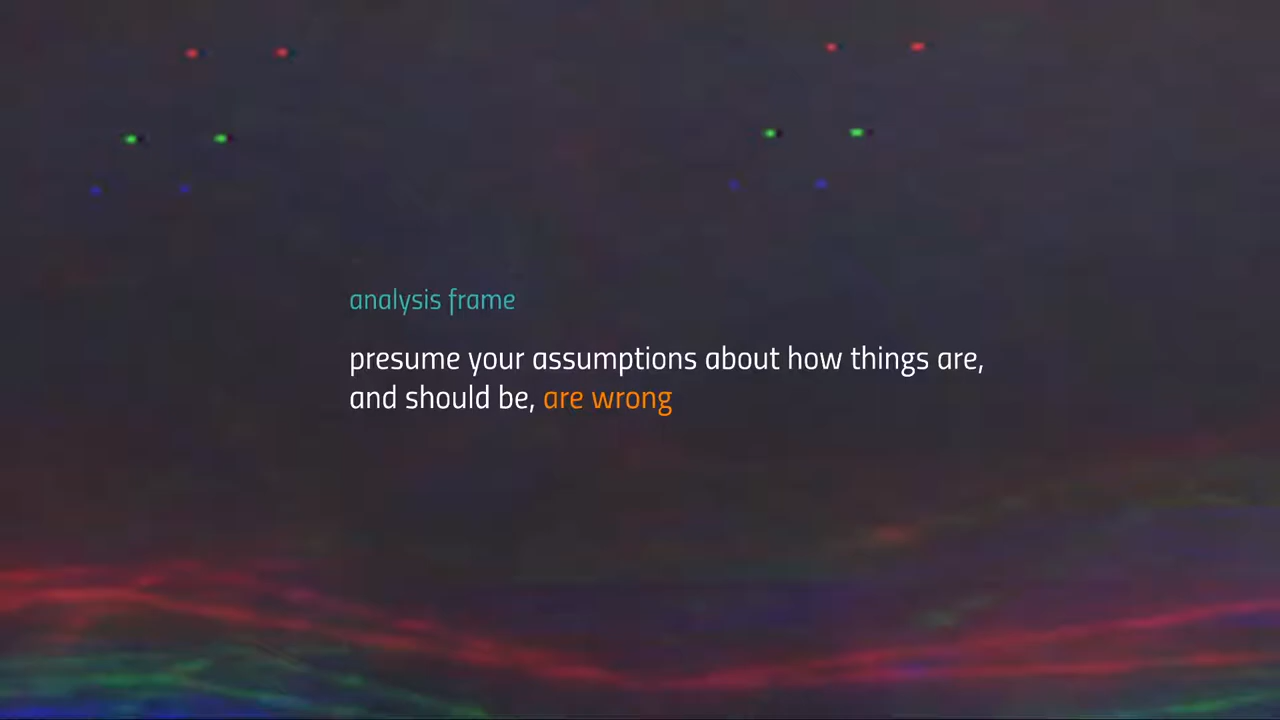 analysis frame
presume your assumptions about how things are,
and should be, are wrong